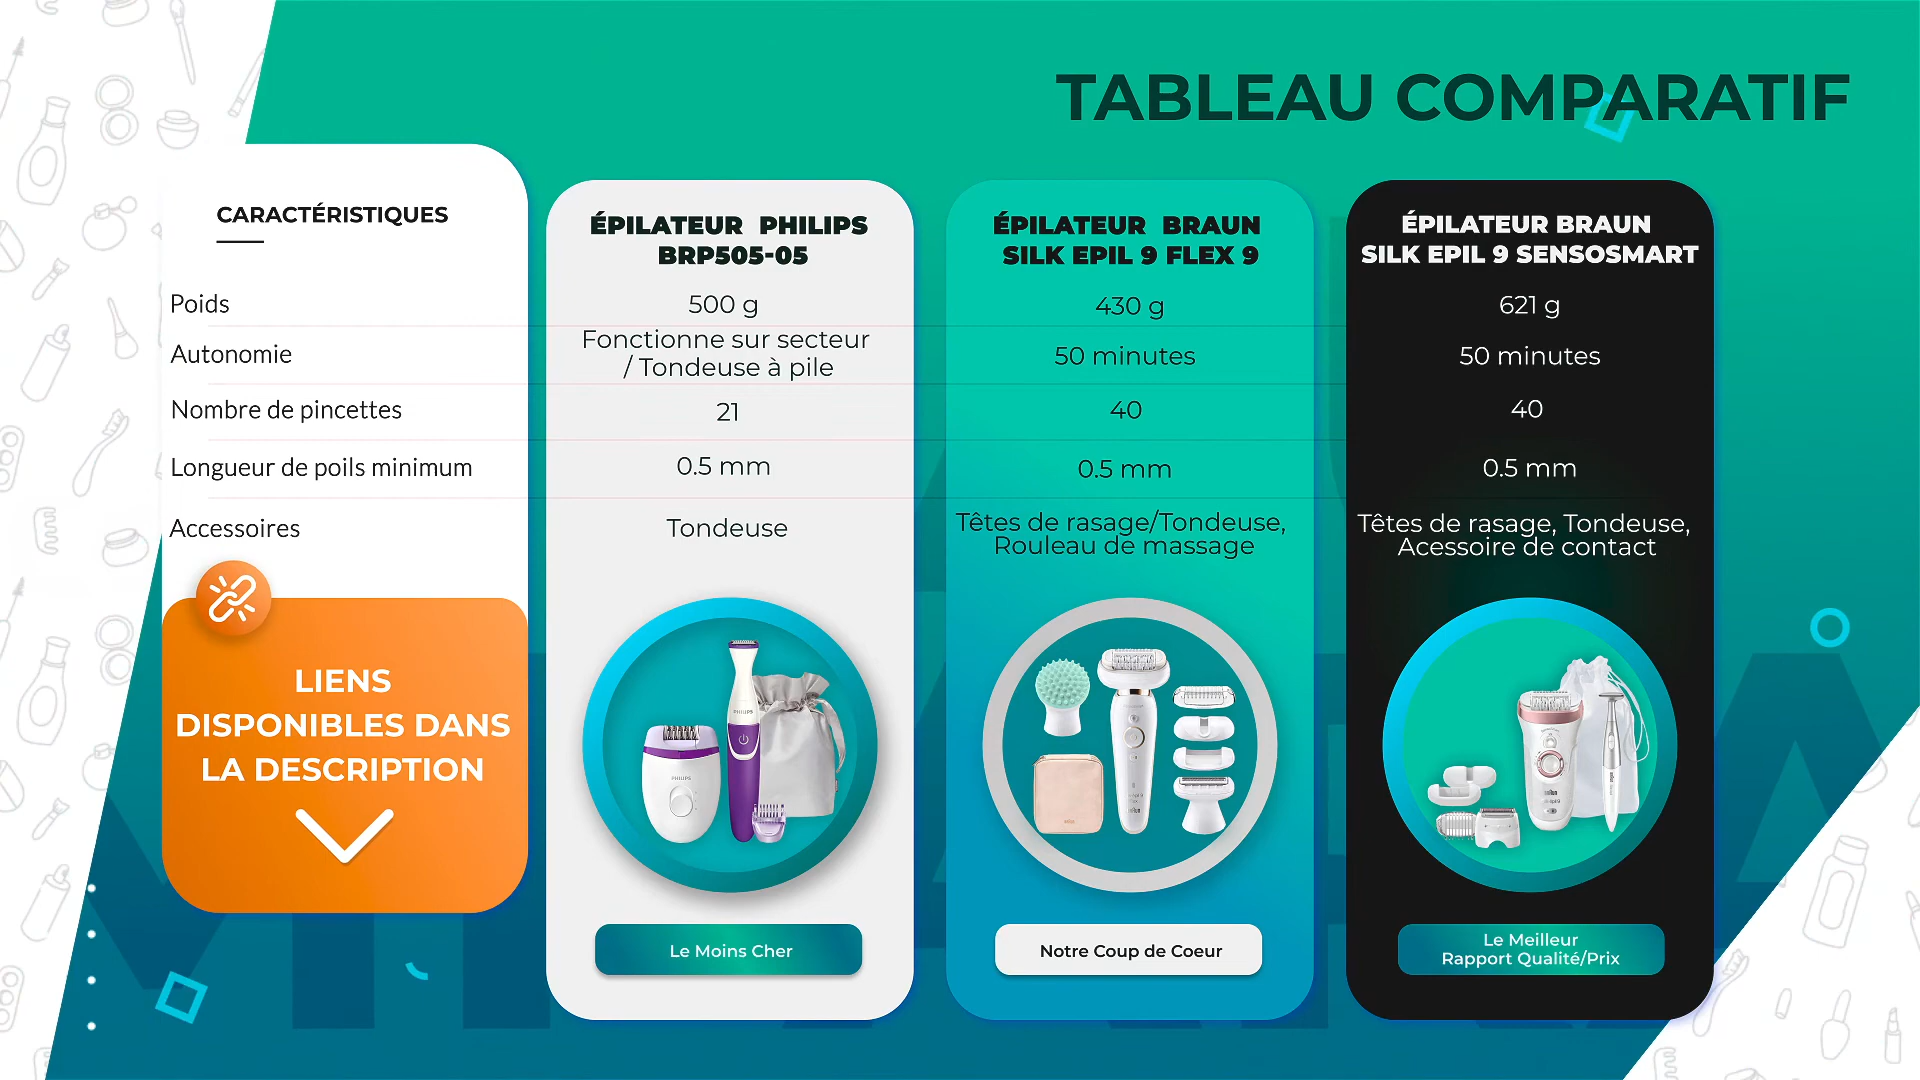 TABLEAU COMPARATIF
CARACTÉRISTIQUES
Poids
Autonomie
Nombre de pincettes
Longueur de poils minimum
Accessoires
LIENS
DISPONIBLES DANS
LA DESCRIPTION
ÉPILATEUR PHILIPS
BRP505-05
500 g
Fonctionne sur secteur
/ Tondeuse à pile
21
0.5 mm
Tondeuse
PHILIPS
PHILIPS
Le Moins Cher
ÉPILATEUR BRAUN
SILK EPIL 9 FLEX 9
430 g
50 minutes
40
0.5 mm
Têtes de rasage/Tondeuse,
Rouleau de massage
Notre Coup de Coeur
ÉPILATEUR BRAUN
SILK EPIL 9 SENSOSMART
621 g
50 minutes
40
0.5 mm
Têtes de rasage, Tondeuse,
Acessoire de contact
Le Meilleur
Rapport Qualité/Prix